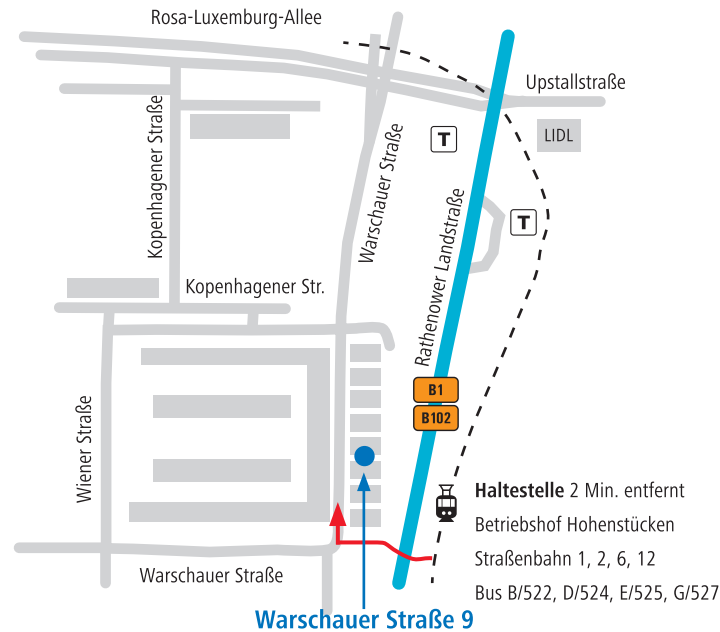 Rosa-Luxemburg-Allee
Upstallstraße
LIDL
T
T
Kopenhagener Straße
Warschauer Straße
Rathenower Landstraße
Kopenhagener Str.
B1
B102
Wiener Straße
Haltestelle 2 Min. entfernt
Betriebshof Hohenstücken
Straßenbahn 1, 2, 6, 12
Bus B/522, D/524, E/525, G/527
Warschauer Straße
Warschauer Straße 9